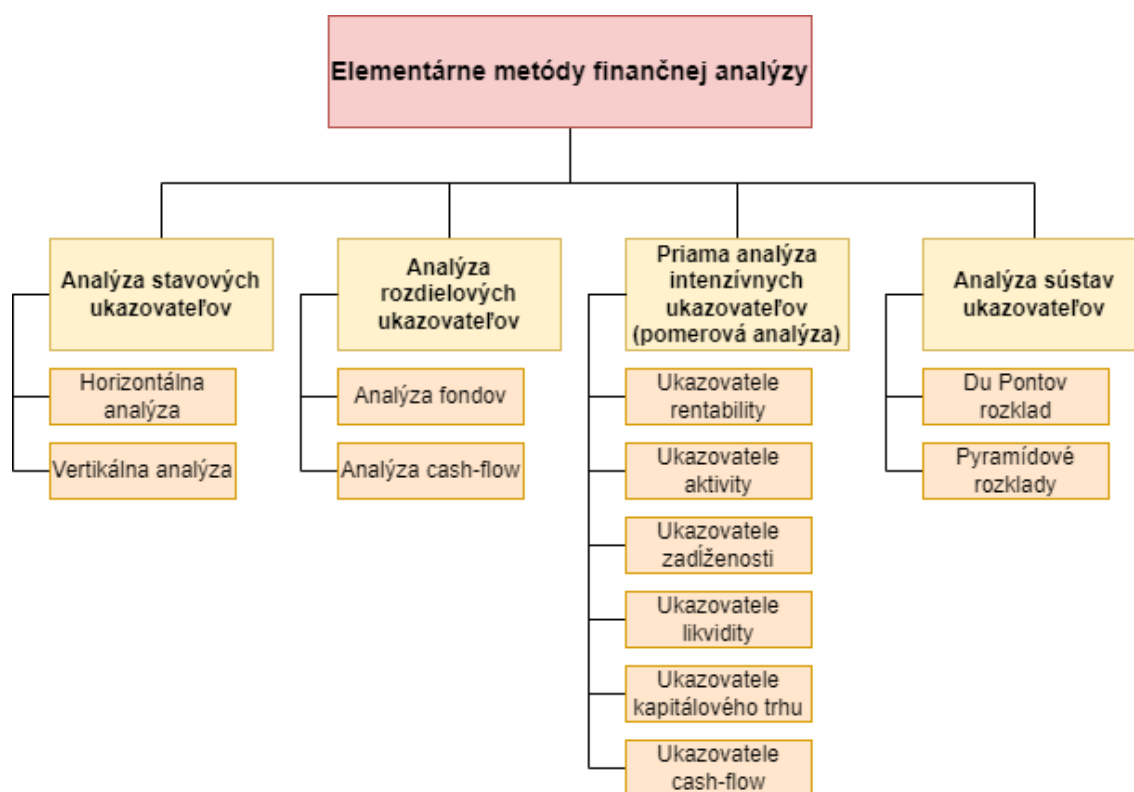 Elementárne metódy finančnej analýzy
Analýza stavových
ukazovateľov
Horizontálna
analýza
Vertikálna analýza
Analýza
rozdielových
ukazovateľov
Analýza fondov
Analýza cash-flow
Priama analýza
intenzívnych
ukazovateľov
(pomerová analýza)
Ukazovatele
rentability
Ukazovatele
aktivity
Ukazovatele
zadĺženosti
Ukazovatele
likvidity
Ukazovatele
kapitálového trhu
Ukazovatele
cash-flow
Analýza sústav
ukazovateľov
Du Pontov
rozklad
Pyramídové
rozklady